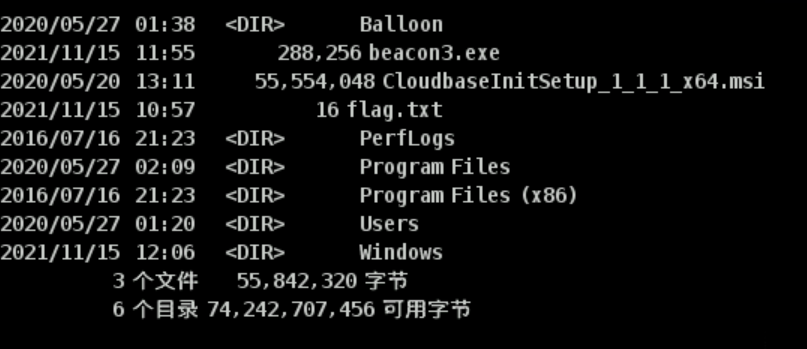 2020/05/27 01:38 <DIR> Balloon
2021/11/15 11:55 288,256 beacon3.exe
2020/05/20 13:11 55,554,048 CloudbaseInitSetup_1_1_1_x64.msi
2021/11/15 10:57 16 flag.txt
2016/07/16 21:23 <DIR> PerfLogs
2020/05/27 02:09 <DIR> Program Files
2016/07/16 21:23 <DIR> Program Files (x86)
2020/05/27 01:20 <DIR> Users
2021/11/15 12:06 <DIR> Windows
3 个文件 55,842,320 字节
6 个目录 74,242,707,456 可用字节